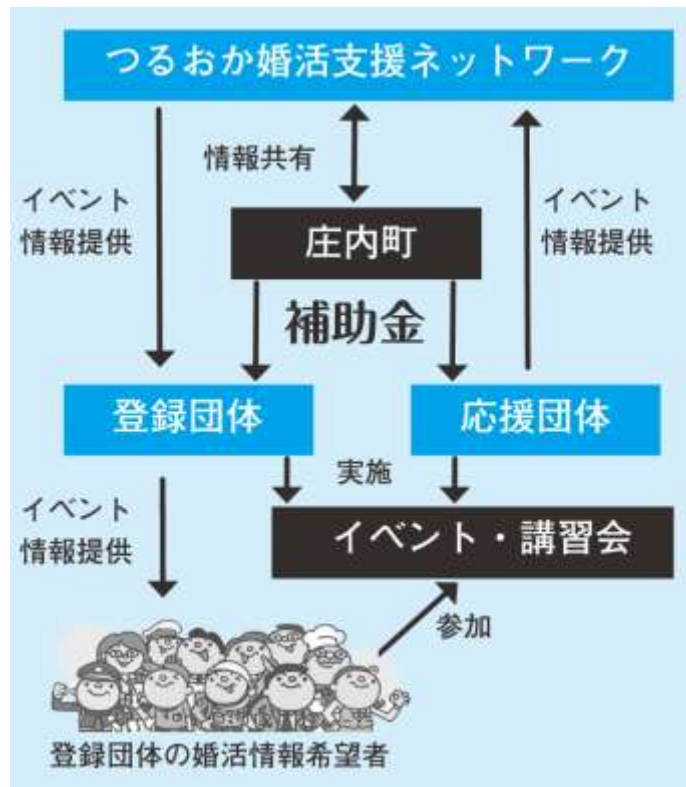 つるおか婚活支援ネットワーク
情報共有
イベント
情報提供
イベント
情報提供
庄内町
補助金
登録団体
応援団体
実施
イベント
情報提供
イベント・講習会
参加
登録団体の婚活情報希望者